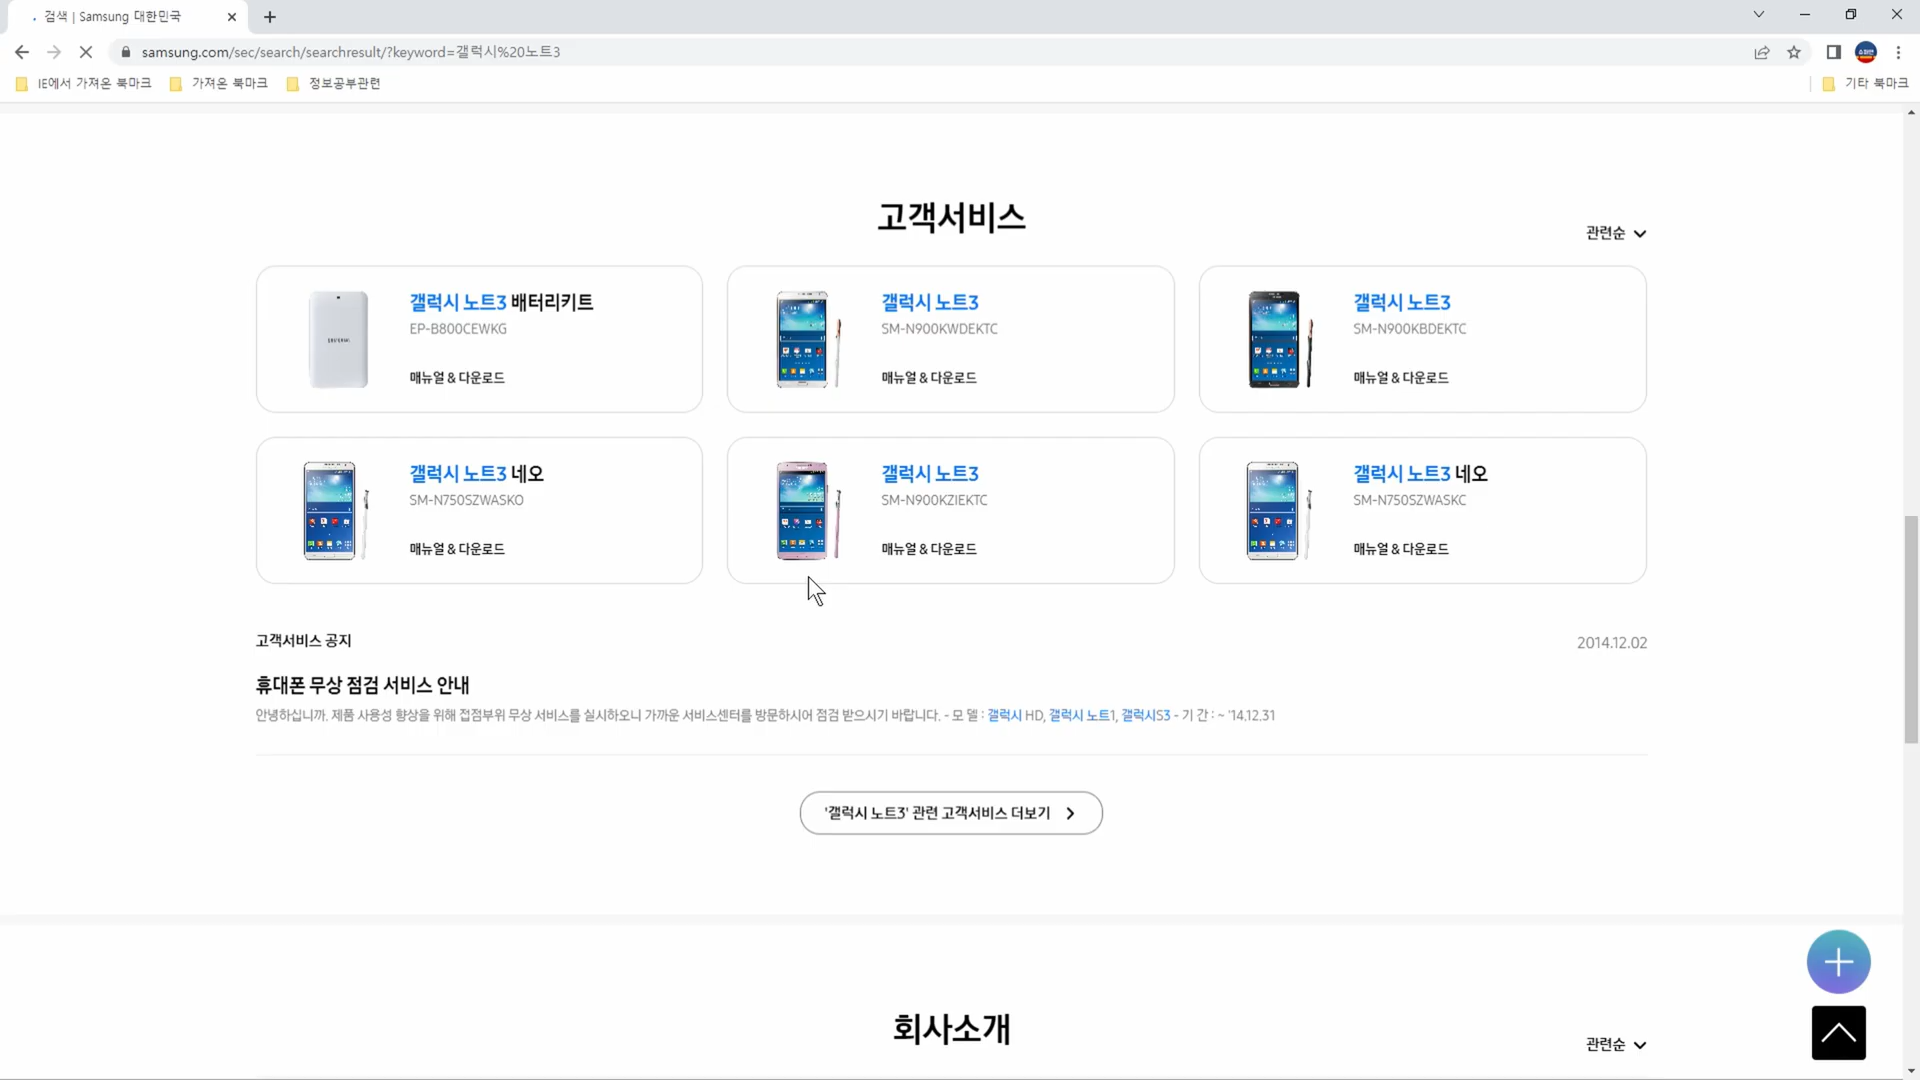 검색 | Samsung 대한민국
samsung.com/sec/search/searchresult/?keyword=갤럭시%20노트3
IE에서 가져온 북마크 가져온 북마크 정보공부관련 기타 북마크
고객서비스
관련순
갤럭시 노트3 배터리키트
EP-B800CEWKG
매뉴얼 & 다운로드
갤럭시 노트3
SM-N900KWDEKTC
매뉴얼 & 다운로드
갤럭시 노트3
SM-N900KBDEKTC
매뉴얼 & 다운로드
갤럭시 노트3 네오
SM-N750SZWASKO
매뉴얼 & 다운로드
갤럭시 노트3
SM-N900KZIEKTC
매뉴얼 & 다운로드
갤럭시 노트3 네오
SM-N750SZWASKC
매뉴얼 & 다운로드
고객서비스 공지
2014.12.02
휴대폰 무상 점검 서비스 안내
안녕하십니까. 제품 사용성 향상을 위해 접점부위 무상 서비스를 실시하오니 가까운 서비스센터를 방문하시어 점검 받으시기 바랍니다. - 모 델 : 갤럭시 HD, 갤럭시 노트1, 갤럭시S3 - 기 간 : ~ '14.12.31
'갤럭시 노트3' 관련 고객서비스 더보기
회사소개
관련순